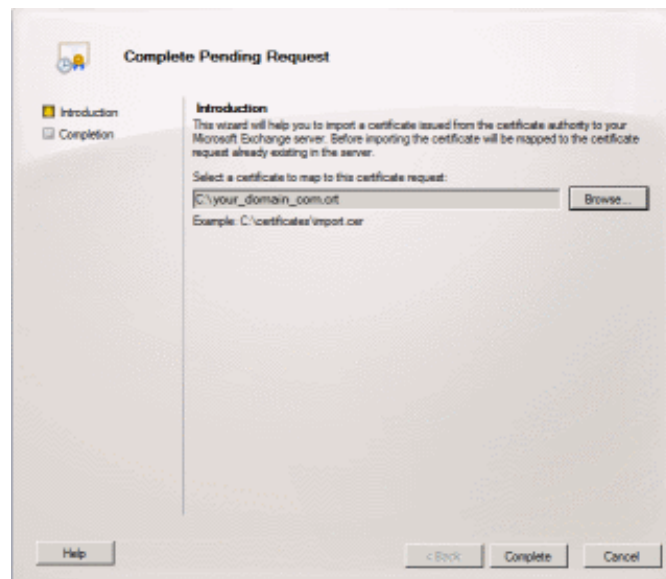 Complete Pending Request
Introduction
Completion
Introduction
This wizard will help you to import a certificate issued from the certificate authority to your
Microsoft Exchange server. Before importing the certificate will be mapped to the certificate
request already existing in the server.
Select a certificate to map to this certificate request:
C:\your_domain_com.crt
Browse...
Example: C:\certificates\import.cer
Help
< Back
Complete
Cancel